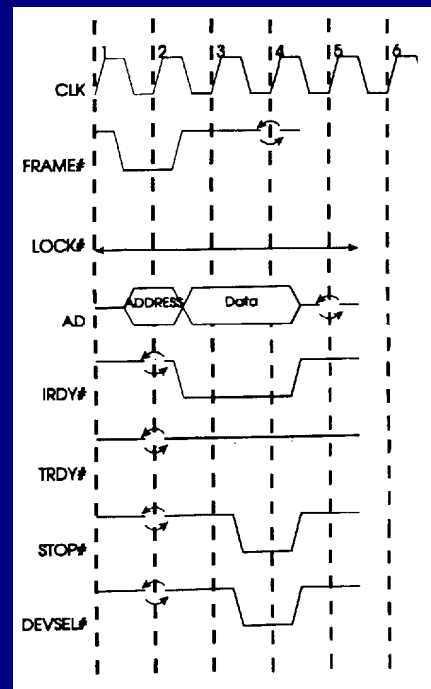 1 2 3 4 5 6
CLK
FRAME#
LOCK#
ADDRESS Data
AD
IRDY#
TRDY#
STOP#
DEVSEL#